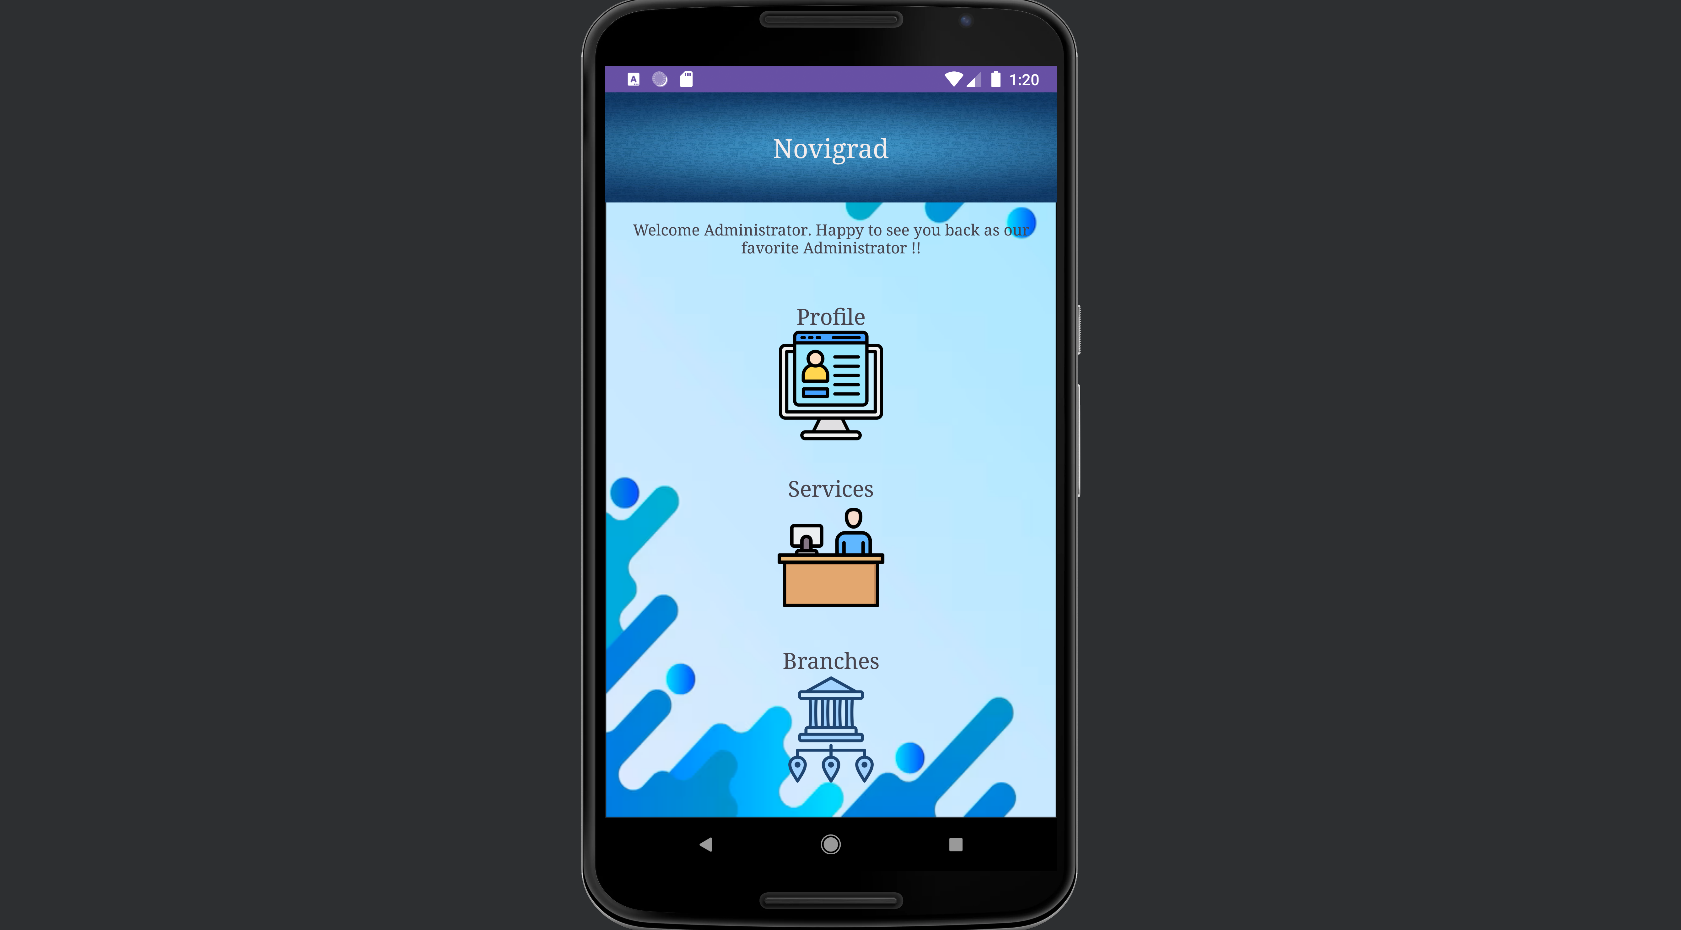 A
1:20
Novigrad
Welcome Administrator. Happy to see you back as our
favorite Administrator !!
Profile
Services
Branches